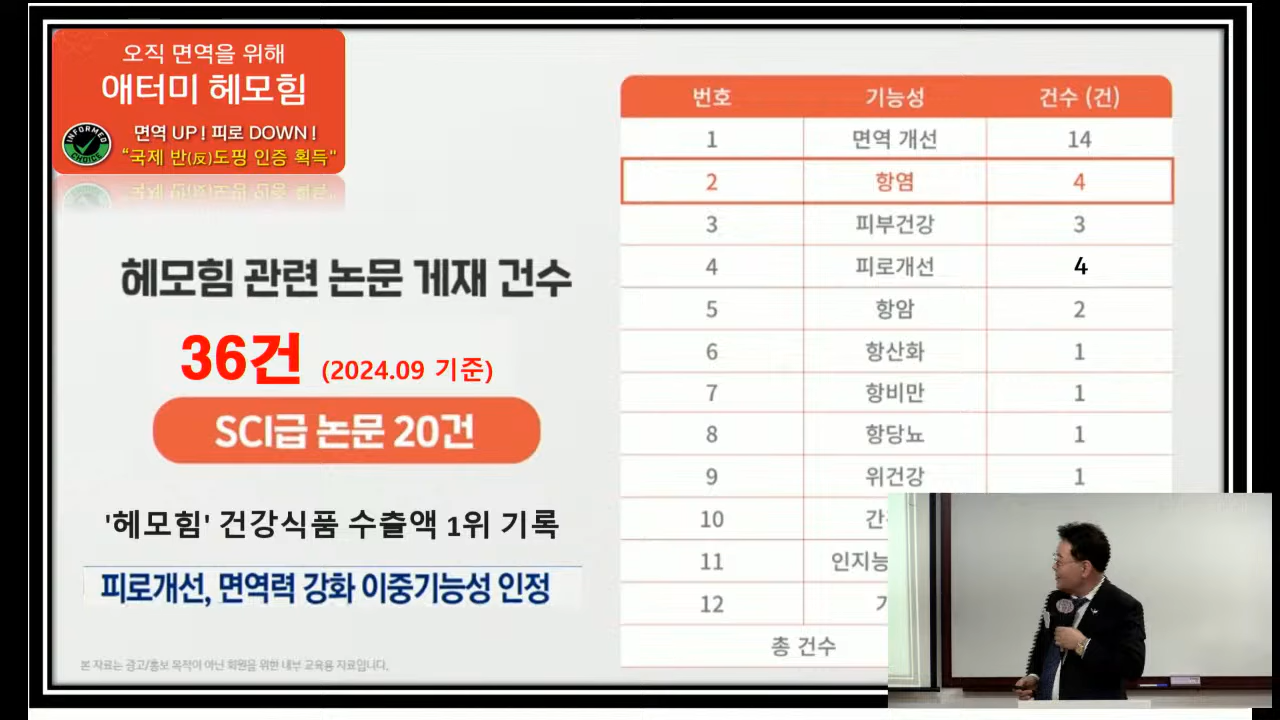 오직 면역을 위해
애터미 헤모힘
INFORMED CHOICE
면역 UP ! 피로 DOWN !
“국제 반(反)도핑 인증 획득"
헤모힘 관련 논문 게재 건수
36건 (2024.09 기준)
SCI급 논문 20건
'헤모힘' 건강식품 수출액 1위 기록
피로개선, 면역력 강화 이중기능성 인정
본 자료는 광고/홍보 목적이 아닌 회원을 위한 내부 교육용 자료입니다.
번호 기능성 건수 (건)
1 면역 개선 14
2 항염 4
3 피부건강 3
4 피로개선 4
5 항암 2
6 항산화 1
7 항비만 1
8 항당뇨 1
9 위건강 1
10 간
11 인지능
12
총 건수